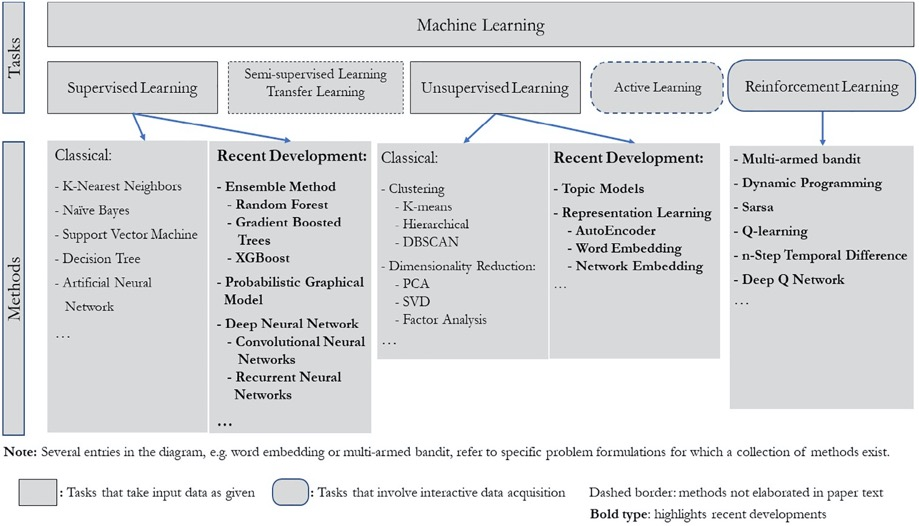 Tasks
Machine Learning
Supervised Learning
Semi-supervised Learning
Transfer Learning
Unsupervised Learning
Active Learning
Reinforcement Learning
Methods
Classical:
- K-Nearest Neighbors
- Naïve Bayes
- Support Vector Machine
- Decision Tree
- Artificial Neural
Network
…
Recent Development:
- Ensemble Method
- Random Forest
- Gradient Boosted
Trees
- XGBoost
- Probabilistic Graphical
Model
- Deep Neural Network
- Convolutional Neural
Networks
- Recurrent Neural
Networks
…
Classical:
- Clustering
- K-means
- Hierarchical
- DBSCAN
- Dimensionality Reduction:
- PCA
- SVD
- Factor Analysis
…
Recent Development:
- Topic Models
- Representation Learning
- AutoEncoder
- Word Embedding
- Network Embedding
…
- Multi-armed bandit
- Dynamic Programming
- Sarsa
- Q-learning
- n-Step Temporal Difference
- Deep Q Network
…
Note: Several entries in the diagram, e.g. word embedding or multi-armed bandit, refer to specific problem formulations for which a collection of methods exist.
: Tasks that take input data as given
: Tasks that involve interactive data acquisition
Dashed border: methods not elaborated in paper text
Bold type: highlights recent developments